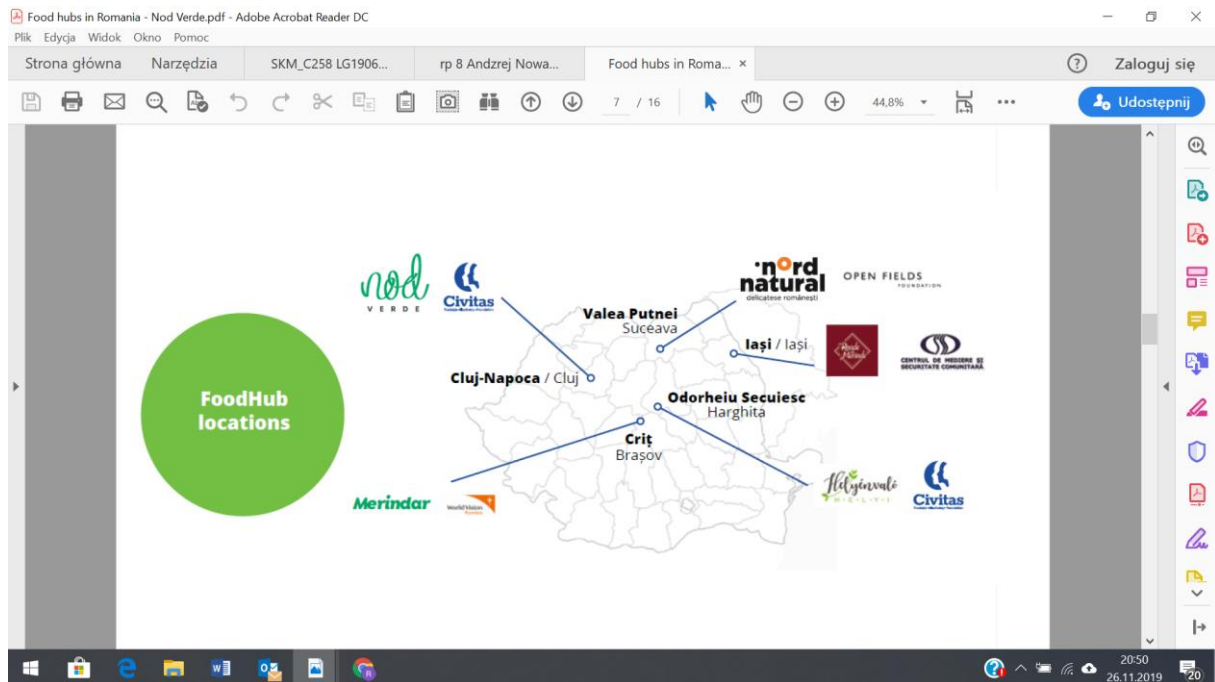 Food hubs in Romania - Nod Verde.pdf - Adobe Acrobat Reader DC
Plik Edycja Widok Okno Pomoc
Strona główna Narzędzia SKM_C258 LG1906... rp 8 Andzrej Nowa... Food hubs in Roma... × Zaloguj się
7 / 16 44,8% Udostępnij
nod
VERDE
Civitas
·nord
natural
delicatese românești
OPEN FIELDS
FOUNDATION
Valea Putnei
Suceava
Iași / Iași
CENTRUL DE MEDIERE ȘI
SECURITATE COMUNITARĂ
Cluj-Napoca / Cluj
FoodHub
locations
Odorheiu Secuiesc
Harghita
Criț
Brașov
Merindar
World Vision
Helyénvaló
Civitas
20:50
26.11.2019
20